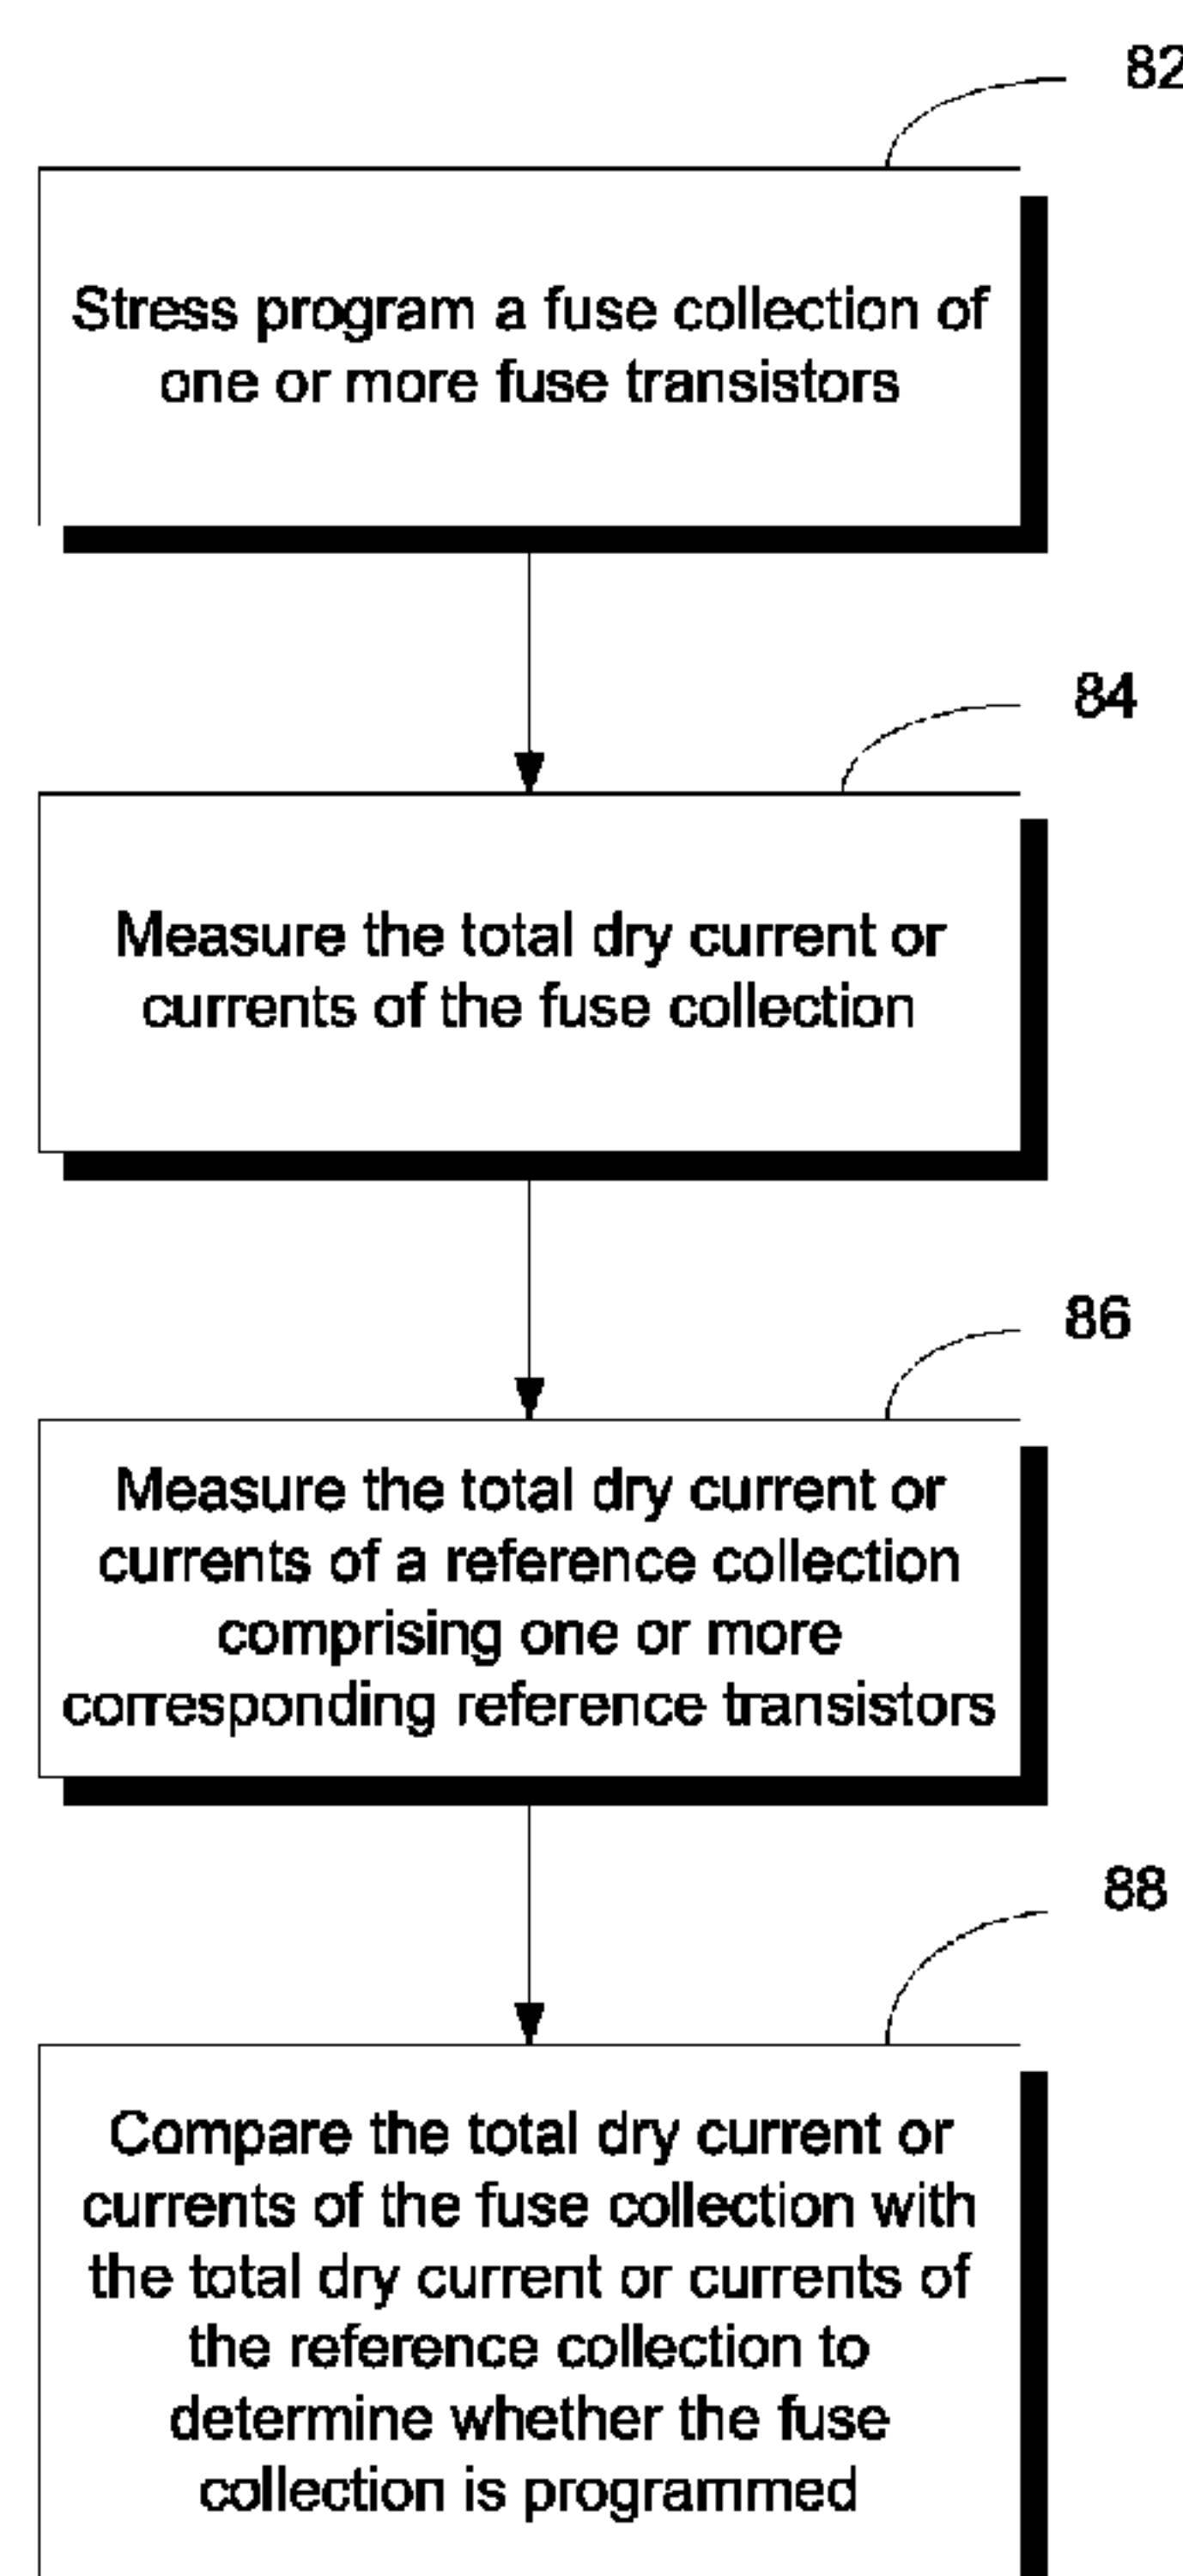 82
Stress program a fuse collection of
one or more fuse transistors
84
Measure the total dry current or
currents of the fuse collection
86
Measure the total dry current or
currents of a reference collection
comprising one or more
corresponding reference transistors
88
Compare the total dry current or
currents of the fuse collection with
the total dry current or currents of
the reference collection to
determine whether the fuse
collection is programmed